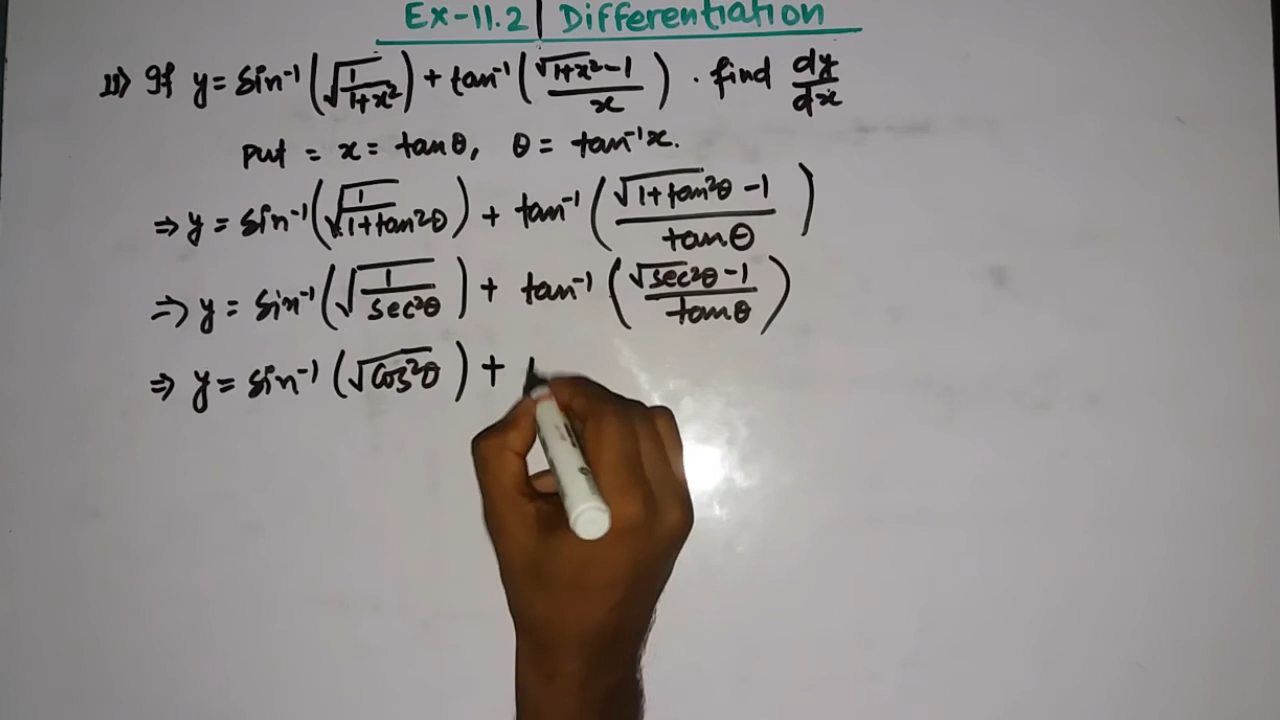 Ex-11.2 | Differentiation
11) If y = sin⁻¹(√(1/(1+x²))) + tan⁻¹((√(1+x²) - 1)/x). find dy/dx
Put = x = tanθ, θ = tan⁻¹x.
⇒ y = sin⁻¹(√(1/(1+tan²θ))) + tan⁻¹((√(1+tan²θ) - 1)/tanθ)
⇒ y = sin⁻¹(√(1/sec²θ)) + tan⁻¹((√(sec²θ) - 1)/tanθ)
⇒ y = sin⁻¹(√(cos²θ)) +